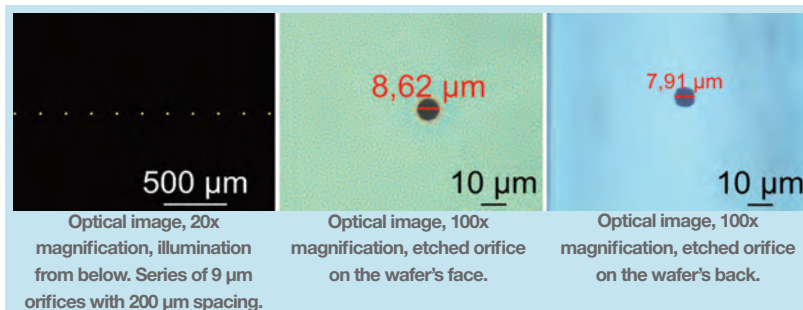 500 µm
8,62 µm
10 µm
7,91 µm
10 µm
Optical image, 20x
magnification, illumination
from below. Series of 9 µm
orifices with 200 µm spacing.
Optical image, 100x
magnification, etched orifice
on the wafer’s face.
Optical image, 100x
magnification, etched orifice
on the wafer’s back.